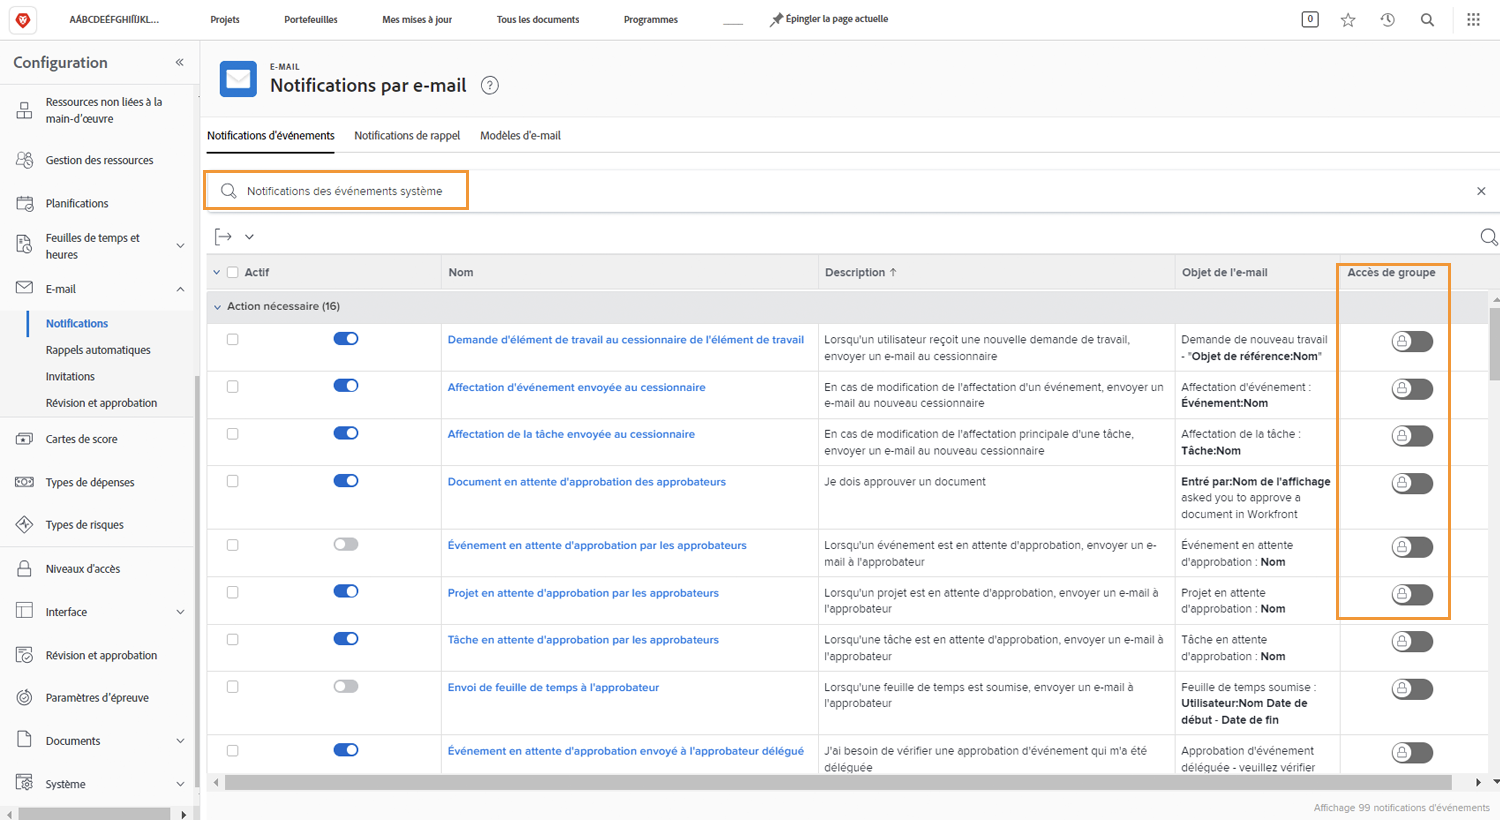 AÁBCDEÉFGHIÍÏJKL...
Projets
Portefeuilles
Mes mises à jour
Tous les documents
Programmes
Épingler la page actuelle
0
Configuration
Ressources non liées à la
main-d'œuvre
Gestion des ressources
Planifications
Feuilles de temps et
heures
E-mail
Notifications
Rappels automatiques
Invitations
Révision et approbation
Cartes de score
Types de dépenses
Types de risques
Niveaux d'accès
Interface
Révision et approbation
Paramètres d'épreuve
Documents
Système
E-MAIL
Notifications par e-mail
?
Notifications d'événements
Notifications de rappel
Modèles d'e-mail
Notifications des événements système
Actif
Nom
Description ↑
Objet de l'e-mail
Accès de groupe
Action nécessaire (16)
Demande d'élément de travail au cessionnaire de l'élément de travail
Lorsqu'un utilisateur reçoit une nouvelle demande de travail,
envoyer un e-mail au cessionnaire
Demande de nouveau travail
- "Objet de référence:Nom"
Affectation d'événement envoyée au cessionnaire
En cas de modification de l'affectation d'un événement, envoyer un
e-mail au nouveau cessionnaire
Affectation d'événement :
Événement:Nom
Affectation de la tâche envoyée au cessionnaire
En cas de modification de l'affectation principale d'une tâche,
envoyer un e-mail au nouveau cessionnaire
Affectation de la tâche :
Tâche:Nom
Document en attente d'approbation des approbateurs
Je dois approuver un document
Entré par:Nom de l'affichage
asked you to approve a
document in Workfront
Événement en attente d'approbation par les approbateurs
Lorsqu'un événement est en attente d'approbation, envoyer un e-
mail à l'approbateur
Événement en attente
d'approbation : Nom
Projet en attente d'approbation par les approbateurs
Lorsqu'un projet est en attente d'approbation, envoyer un e-mail à
l'approbateur
Projet en attente
d'approbation : Nom
Tâche en attente d'approbation par les approbateurs
Lorsqu'une tâche est en attente d'approbation, envoyer un e-mail à
l'approbateur
Tâche en attente
d'approbation : Nom
Envoi de feuille de temps à l'approbateur
Lorsqu'une feuille de temps est soumise, envoyer un e-mail à
l'approbateur
Feuille de temps soumise :
Utilisateur:Nom Date de
début - Date de fin
Événement en attente d'approbation envoyé à l'approbateur délégué
J'ai besoin de vérifier une approbation d'événement qui m'a été
déléguée
Approbation d'événement
déléguée - veuillez vérifier
Affichage 99 notifications d'événements